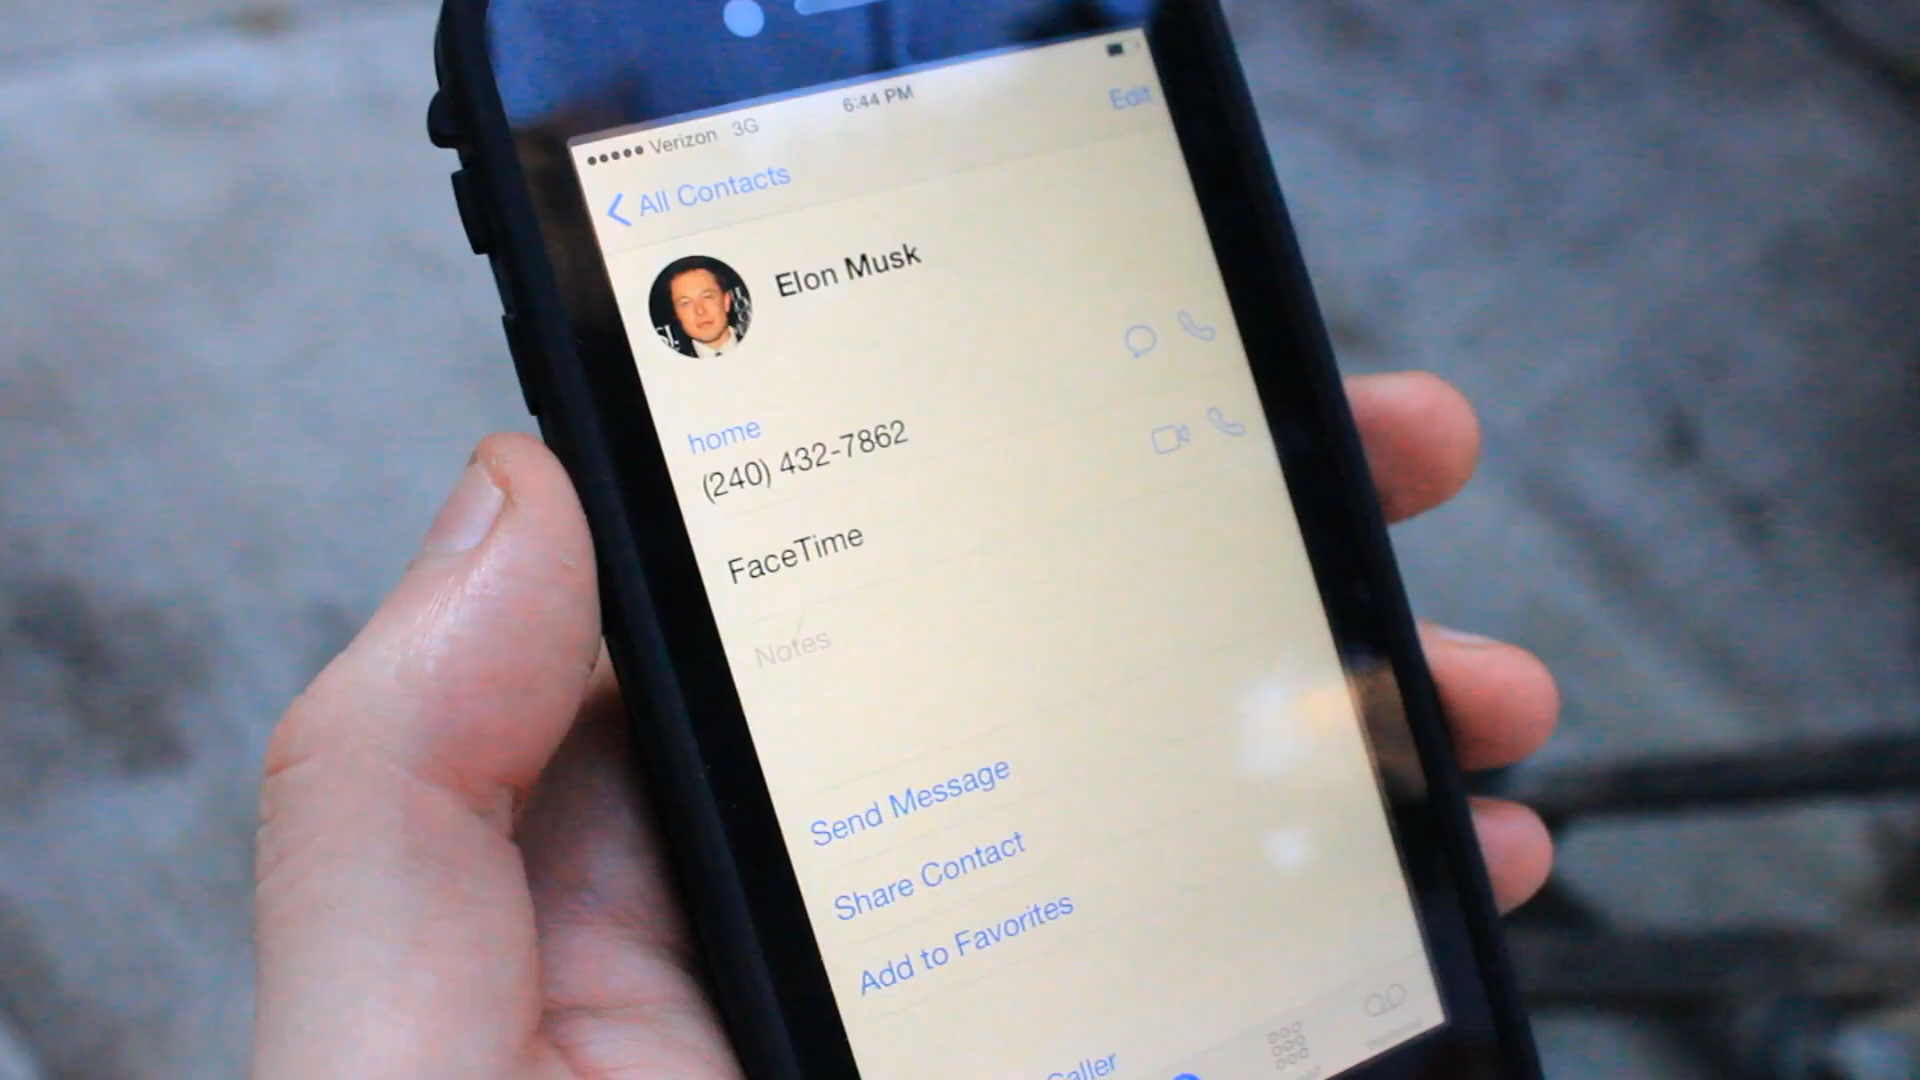 ●●●●● Verizon 3G 6:44 PM
All Contacts Edit
Elon Musk
home
(240) 432-7862
FaceTime
Notes
Send Message
Share Contact
Add to Favorites
Caller